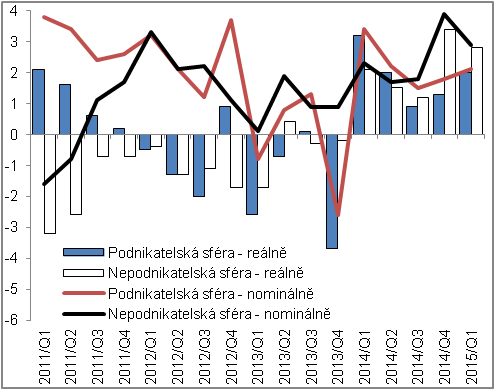 4
3
2
1
0
-1
-2
-3
-4
-5
-6
Podnikatelská sféra - reálně
Nepodnikatelská sféra - reálně
Podnikatelská sféra - nominálně
Nepodnikatelská sféra - nominálně
2011/Q1
2011/Q2
2011/Q3
2011/Q4
2012/Q1
2012/Q2
2012/Q3
2012/Q4
2013/Q1
2013/Q2
2013/Q3
2013/Q4
2014/Q1
2014/Q2
2014/Q3
2014/Q4
2015/Q1